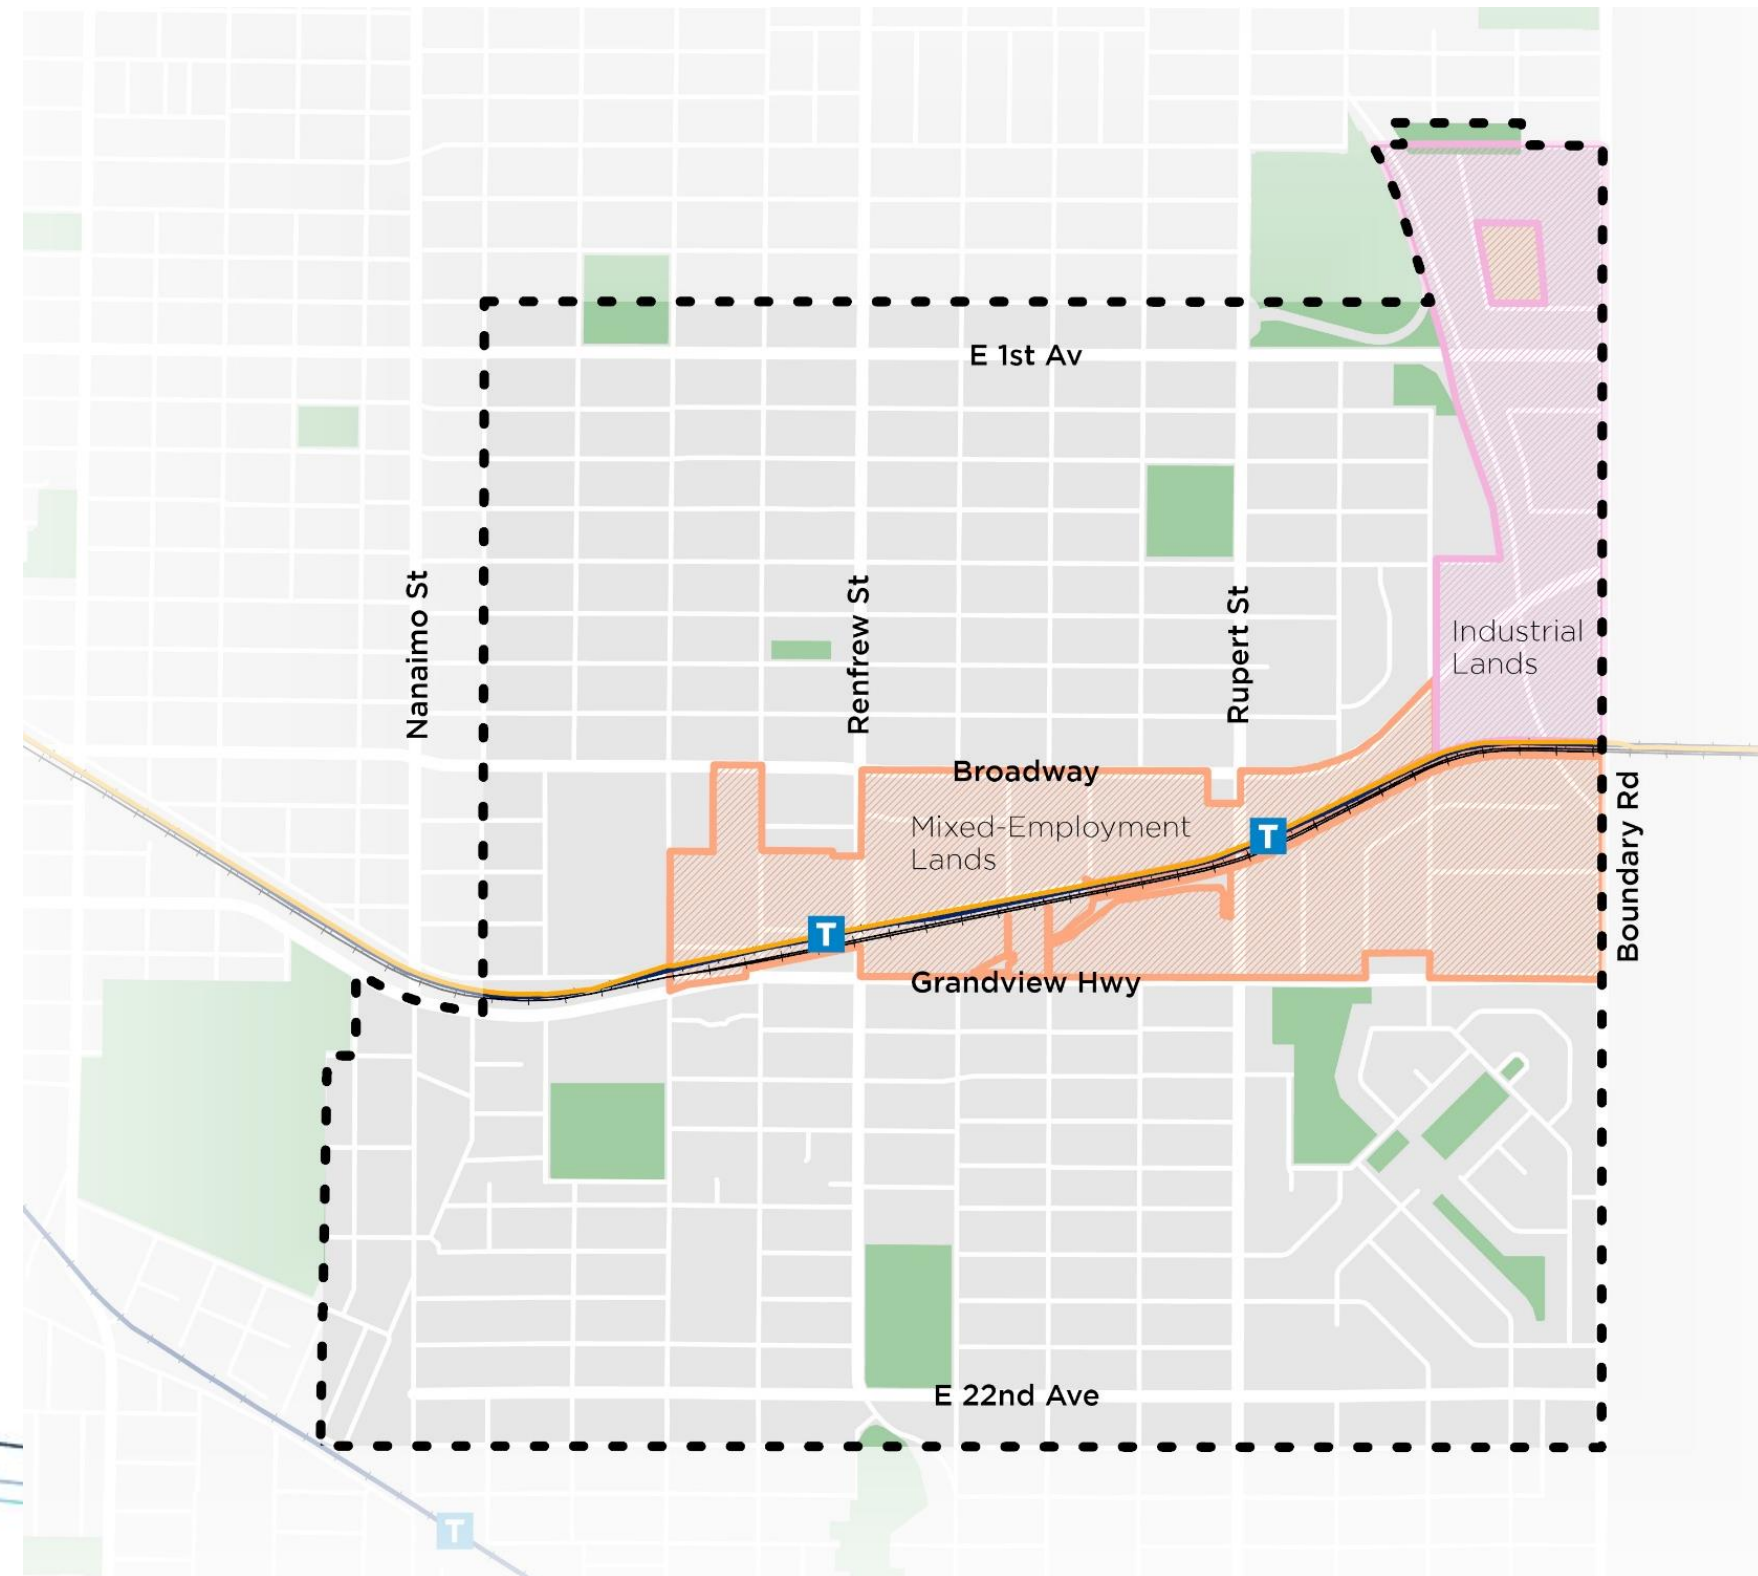 E 1st Av
Nanaimo St
Renfrew St
Rupert St
Industrial
Lands
Broadway
Mixed-Employment
Lands
T
T
Boundary Rd
Grandview Hwy
E 22nd Ave
T